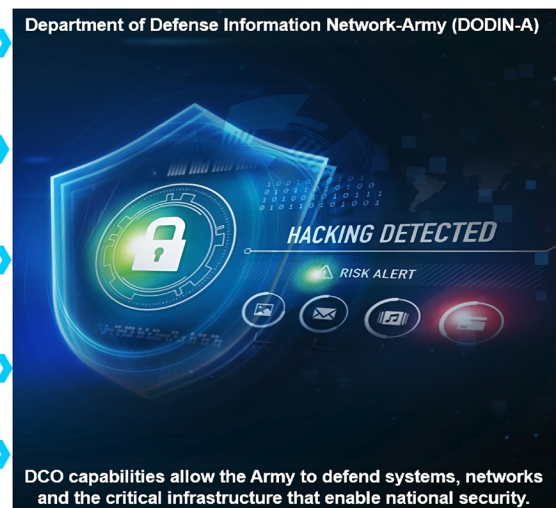 Department of Defense Information Network-Army (DODIN-A)
HACKING DETECTED
RISK ALERT
DCO capabilities allow the Army to defend systems, networks
and the critical infrastructure that enable national security.